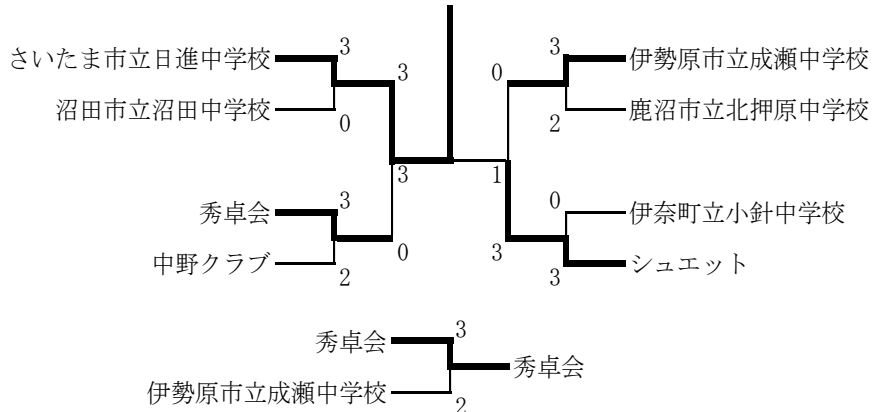 さいたま市立日進中学校 3 3 0 3 伊勢原市立成瀬中学校
沼田市立沼田中学校 0 2 鹿沼市立北押原中学校
3 1
秀卓会 3 0 伊奈町立小針中学校
中野クラブ 2 0 3 3 シュエット
秀卓会 3 秀卓会
伊勢原市立成瀬中学校 2